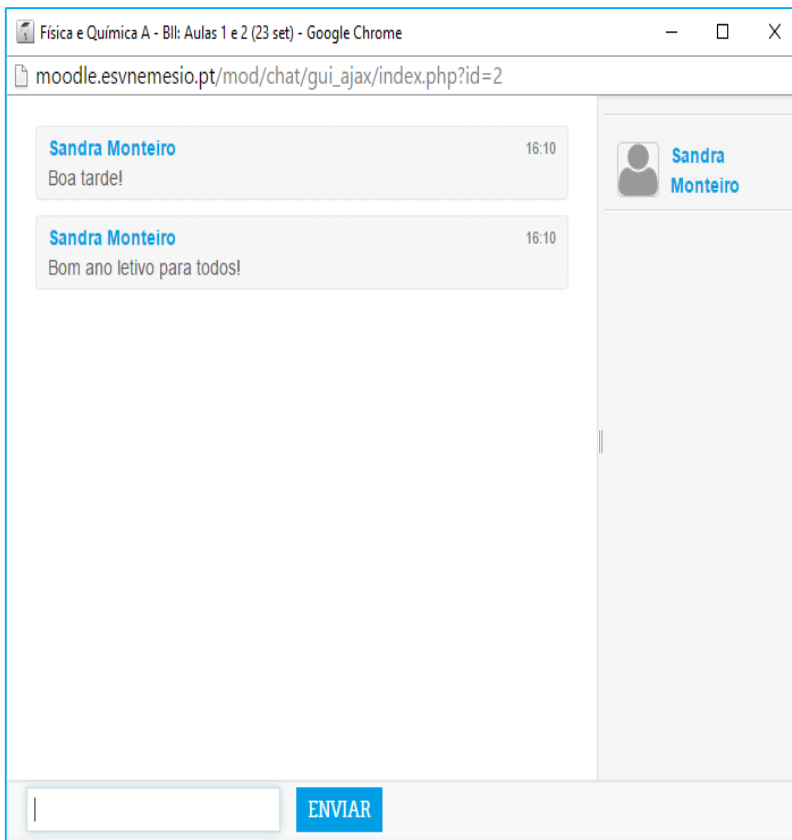 Física e Química A - BII: Aulas 1 e 2 (23 set) - Google Chrome
moodle.esvnemesio.pt/mod/chat/gui_ajax/index.php?id=2
Sandra Monteiro 16:10
Boa tarde!
Sandra Monteiro 16:10
Bom ano letivo para todos!
Sandra
Monteiro
ENVIAR